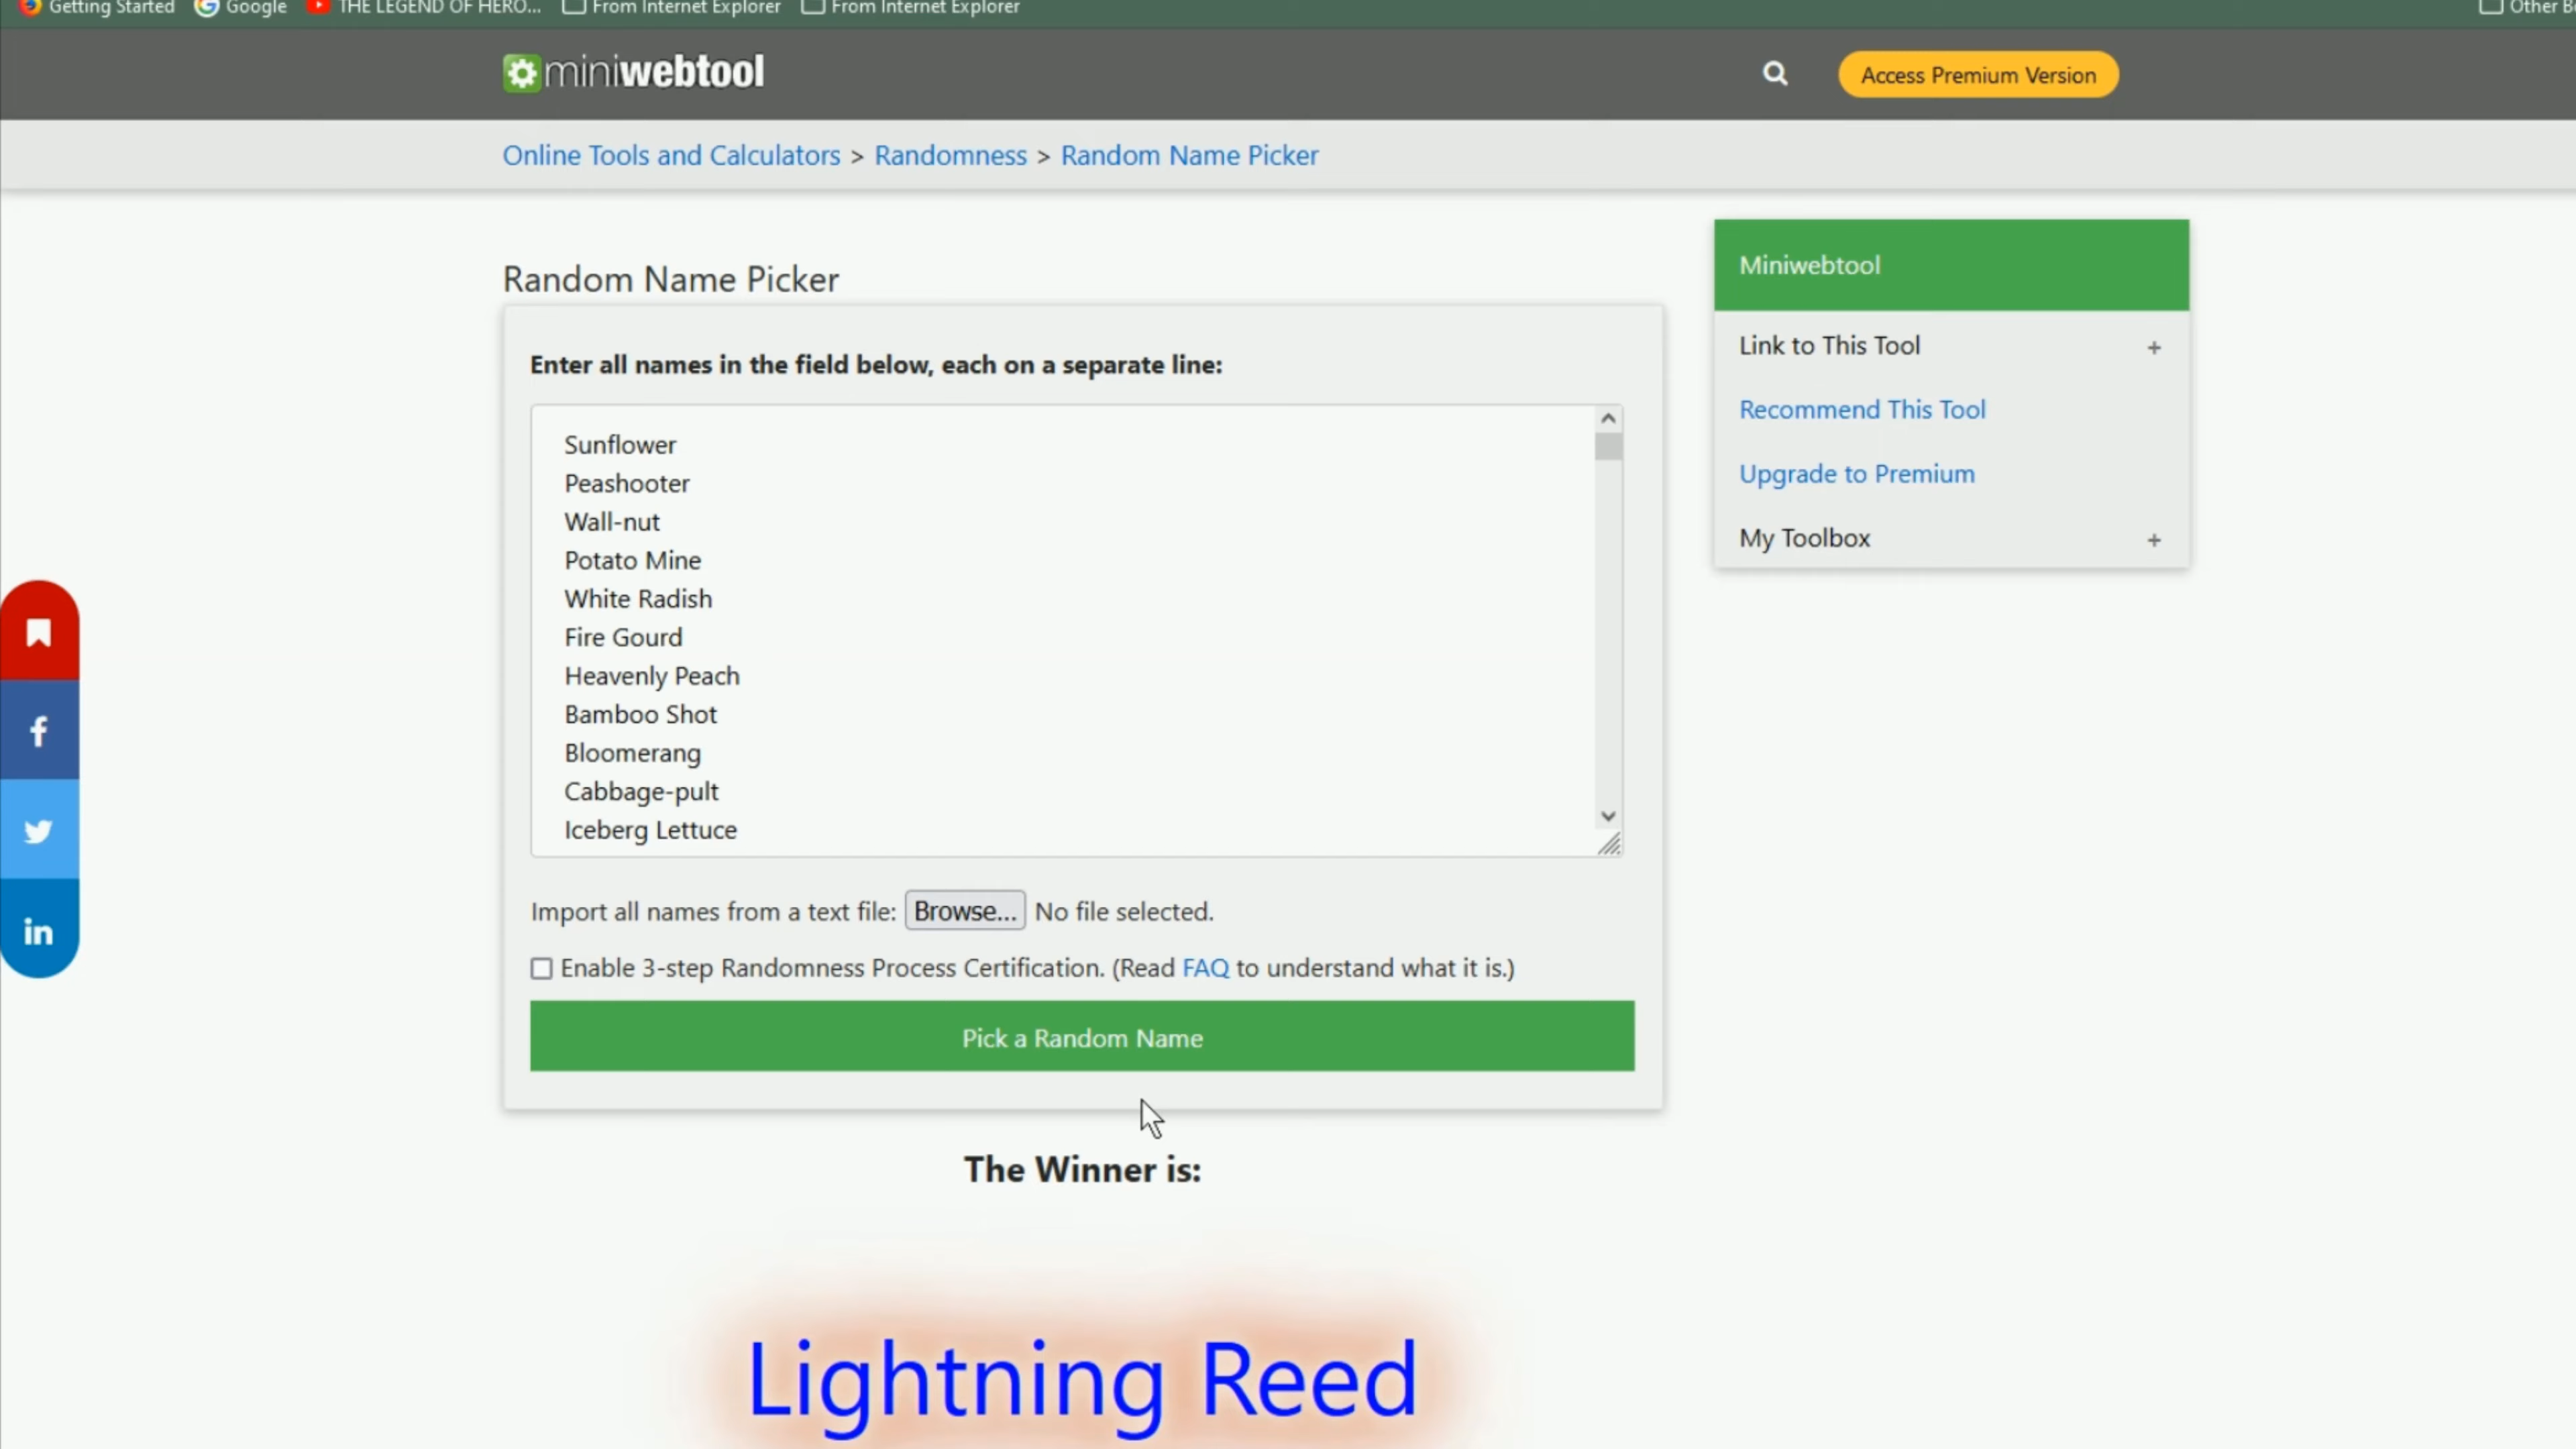 Getting Started Google THE LEGEND OF HERO... From Internet Explorer From Internet Explorer Other B
miniwebtool Access Premium Version
Online Tools and Calculators > Randomness > Random Name Picker
Random Name Picker
Enter all names in the field below, each on a separate line:
Sunflower
Peashooter
Wall-nut
Potato Mine
White Radish
Fire Gourd
Heavenly Peach
Bamboo Shot
Bloomerang
Cabbage-pult
Iceberg Lettuce
Import all names from a text file: Browse... No file selected.
Enable 3-step Randomness Process Certification. (Read FAQ to understand what it is.)
Pick a Random Name
The Winner is:
Lightning Reed
Miniwebtool
Link to This Tool +
Recommend This Tool
Upgrade to Premium
My Toolbox +
f
in